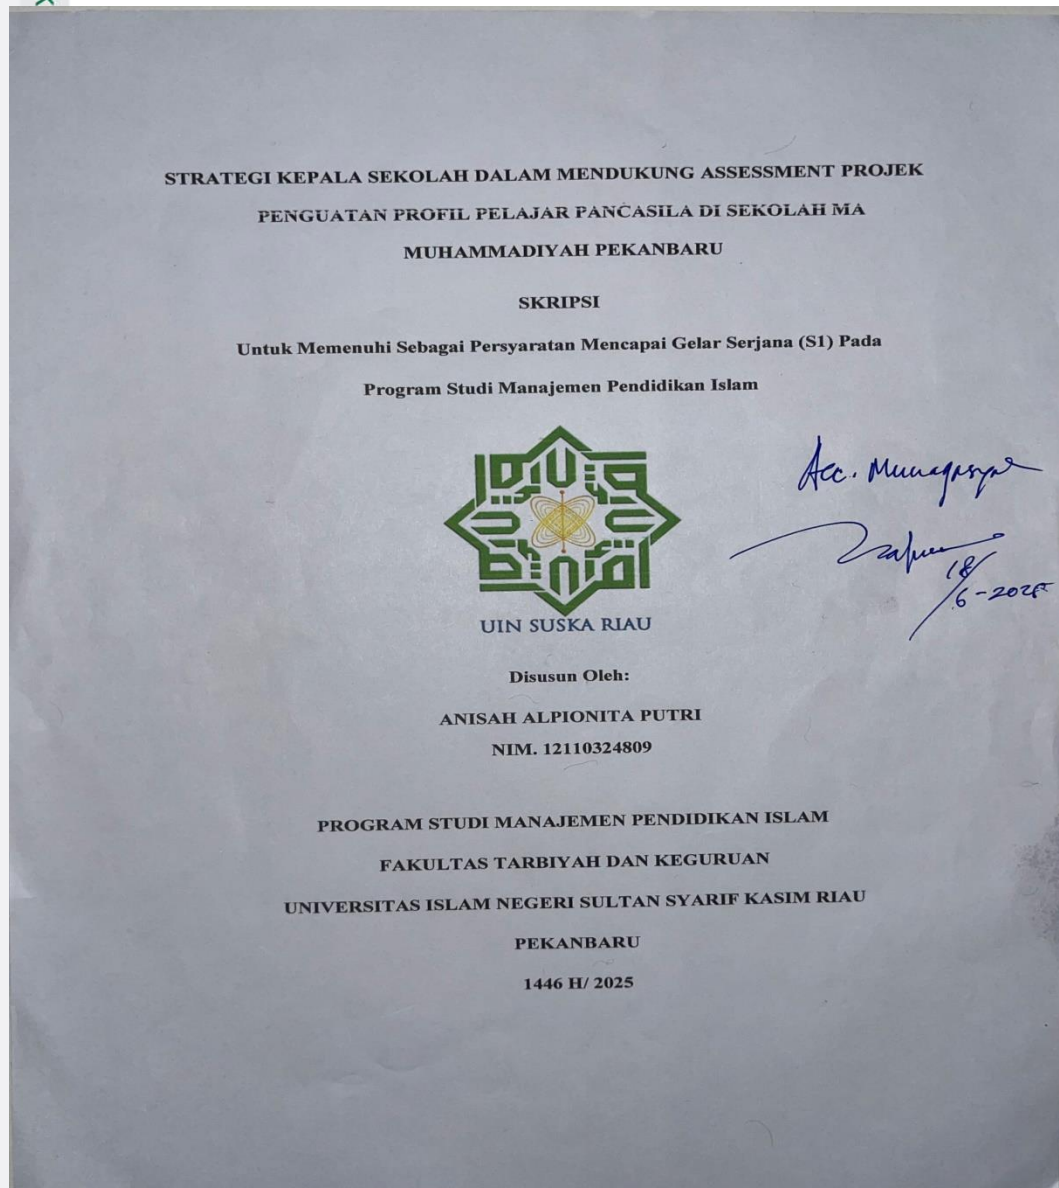 STRATEGI KEPALA SEKOLAH DALAM MENDUKUNG ASSESSMENT PROJEK
PENGUATAN PROFIL PELAJAR PANCASILA DI SEKOLAH MA
MUHAMMADIYAH PEKANBARU
SKRIPSI
Untuk Memenuhi Sebagai Persyaratan Mencapai Gelar Serjana (S1) Pada
Program Studi Manajemen Pendidikan Islam
Acc. Munaqasyah
18/6-2025
UIN SUSKA RIAU
Disusun Oleh:
ANISAH ALPIONITA PUTRI
NIM. 12110324809
PROGRAM STUDI MANAJEMEN PENDIDIKAN ISLAM
FAKULTAS TARBIYAH DAN KEGURUAN
UNIVERSITAS ISLAM NEGERI SULTAN SYARIF KASIM RIAU
PEKANBARU
1446 H/ 2025